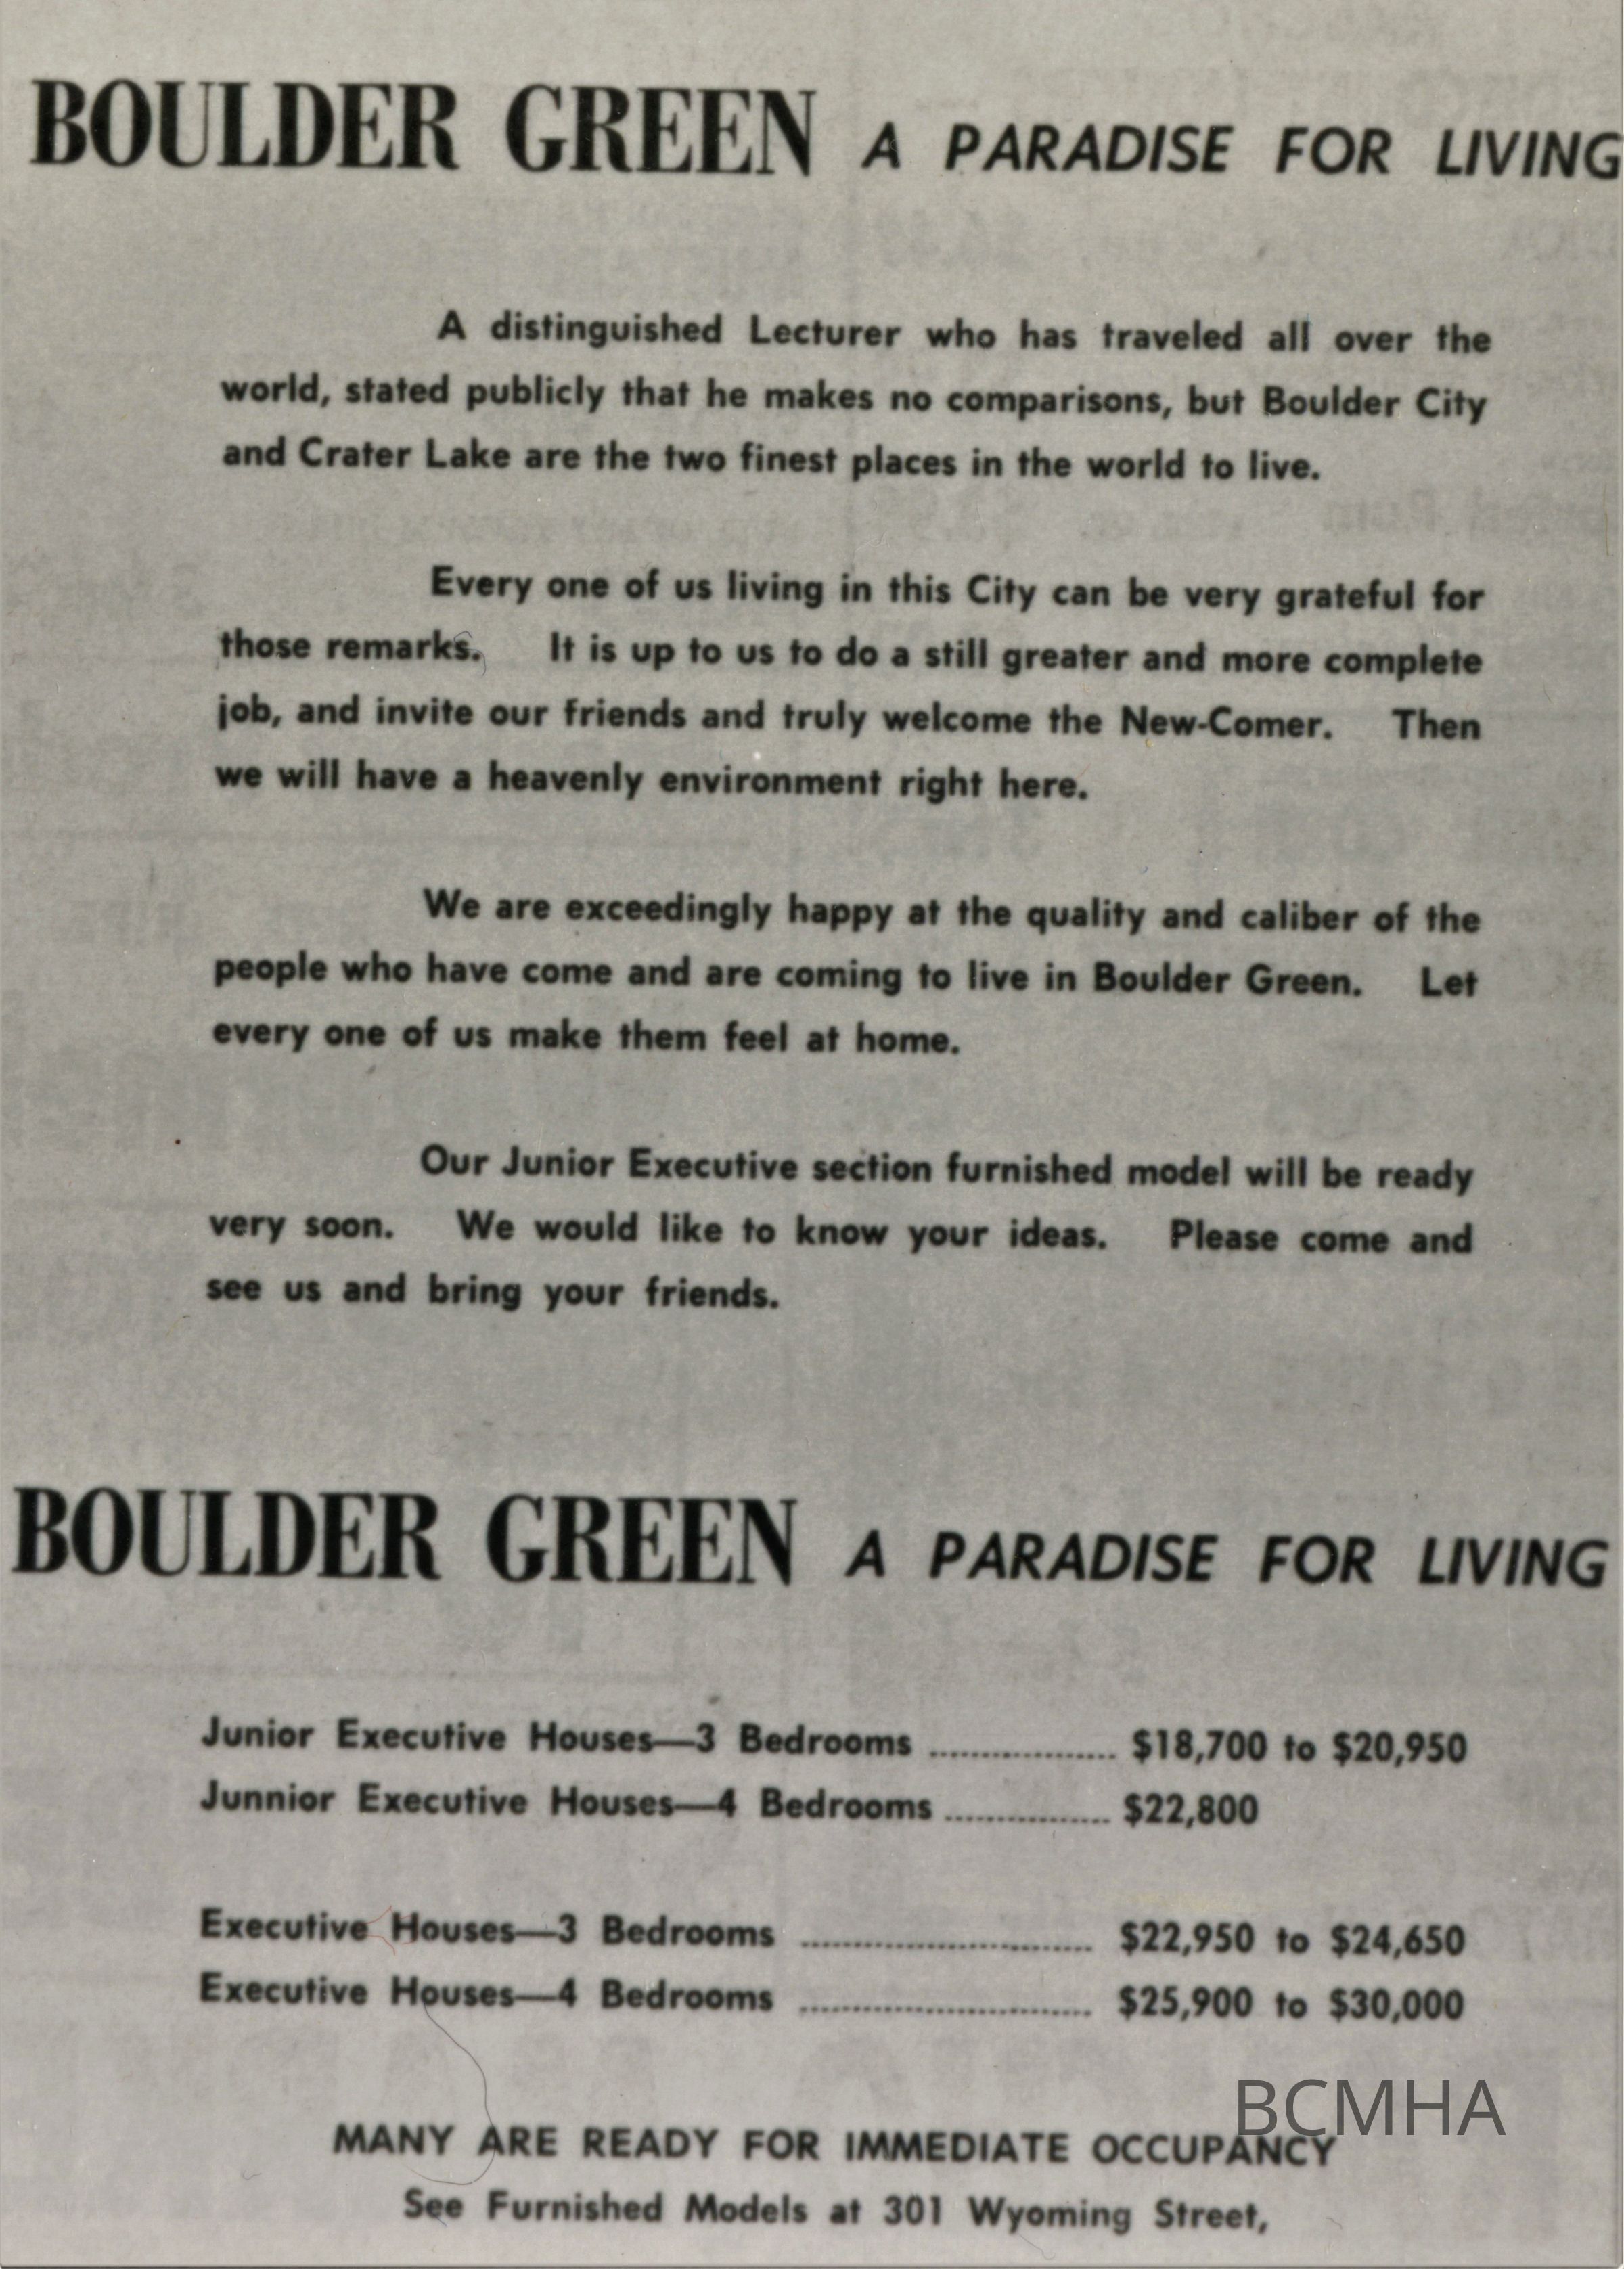 BOULDER GREEN A PARADISE FOR LIVING
A distinguished Lecturer who has traveled all over the
world, stated publicly that he makes no comparisons, but Boulder City
and Crater Lake are the two finest places in the world to live.
Every one of us living in this City can be very grateful for
those remarks. It is up to us to do a still greater and more complete
job, and invite our friends and truly welcome the New-Comer. Then
we will have a heavenly environment right here.
We are exceedingly happy at the quality and caliber of the
people who have come and are coming to live in Boulder Green. Let
every one of us make them feel at home.
Our Junior Executive section furnished model will be ready
very soon. We would like to know your ideas. Please come and
see us and bring your friends.
BOULDER GREEN A PARADISE FOR LIVING
Junior Executive Houses—3 Bedrooms .................. $18,700 to $20,950
Junnior Executive Houses—4 Bedrooms ................ $22,800
Executive Houses—3 Bedrooms ............................ $22,950 to $24,650
Executive Houses—4 Bedrooms ............................ $25,900 to $30,000
BCMHA
MANY ARE READY FOR IMMEDIATE OCCUPANCY
See Furnished Models at 301 Wyoming Street,